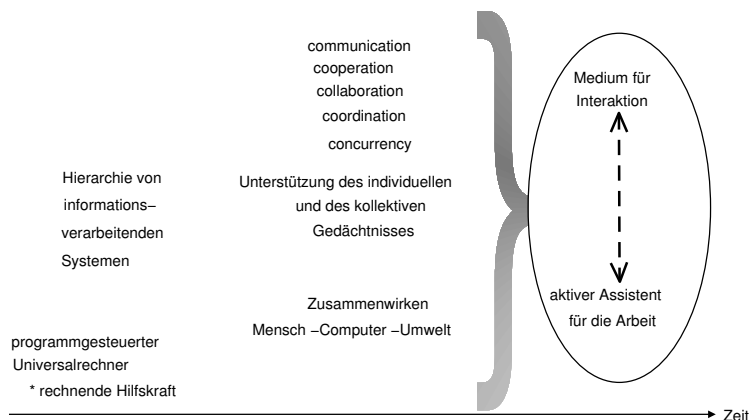 programmgesteuerter
Universalrechner
* rechnende Hilfskraft
Hierarchie von
informations–
verarbeitenden
Systemen
communication
cooperation
collaboration
coordination
concurrency
Unterstützung des individuellen
und des kollektiven
Gedächtnisses
Zusammenwirken
Mensch –Computer –Umwelt
Medium für
Interaktion
aktiver Assistent
für die Arbeit
Zeit